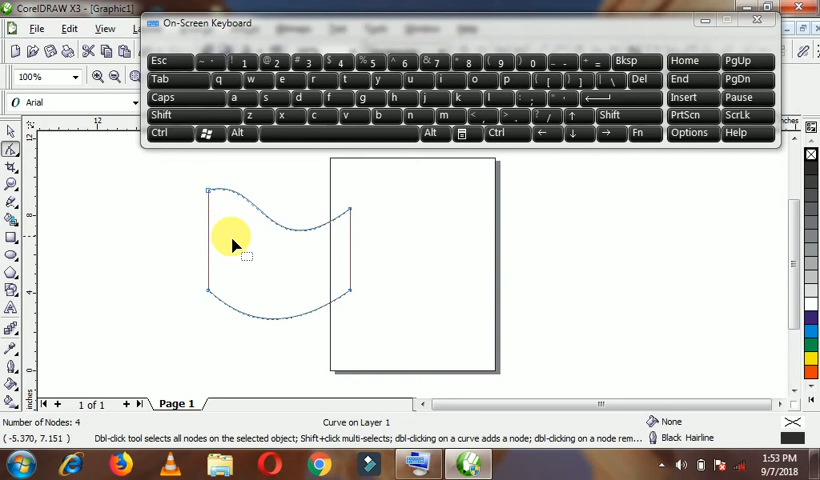 CorelDRAW X3 - [Graphic1]
On-Screen Keyboard
File Edit View
Esc ~ ` ! 1 @ 2 # 3 $ 4 % 5 ^ 6 & 7 * 8 ( 9 ) 0 _ - + = Bksp Home PgUp
100%
Tab q w e r t y u i o p { [ } ] | \ Del End PgDn
Arial
Caps a s d f g h j k l : ; " ' Insert Pause
Shift z x c v b n m < , > . ? / Shift PrtScn ScrLk
12
Ctrl Alt Alt Ctrl Fn Options Help
12
8
4
0
inches
1 of 1 Page 1
Number of Nodes: 4 Curve on Layer 1 None
(-5.370, 7.151) Dbl-click tool selects all nodes on the selected object; Shift+click multi-selects; dbl-clicking on a curve adds a node; dbl-clicking on a node rem... Black Hairline
1:53 PM
9/7/2018